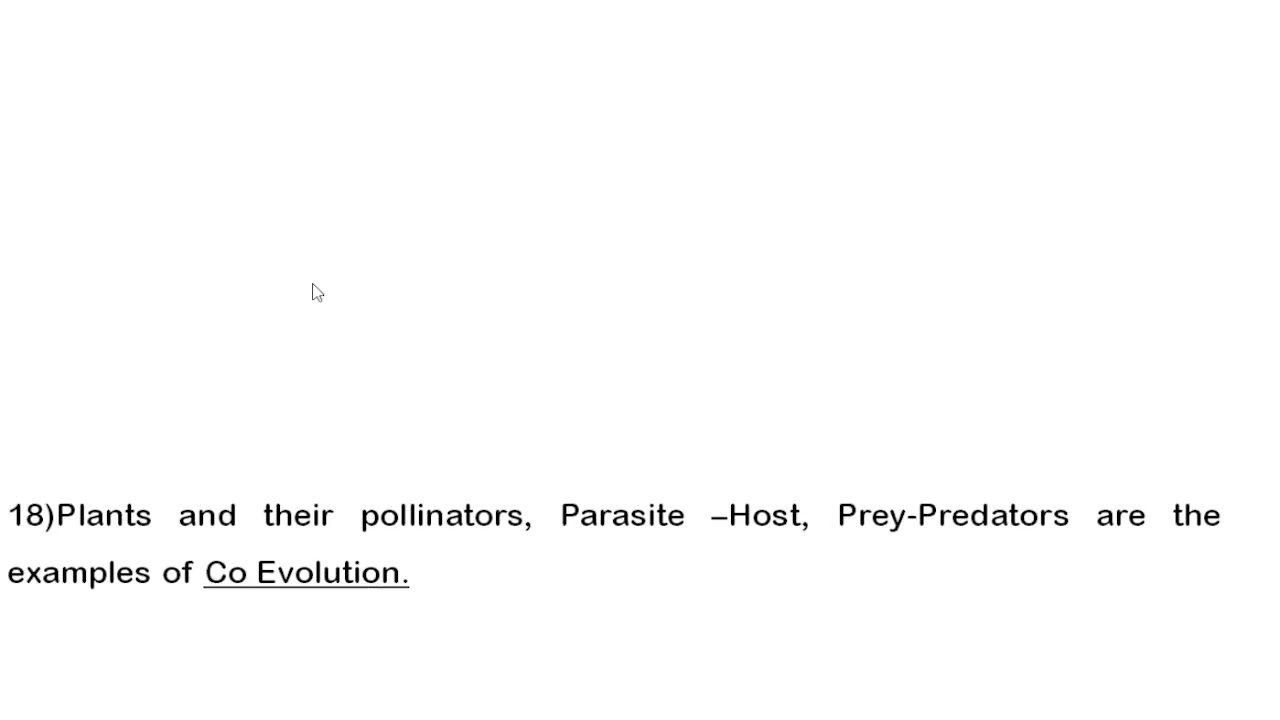 18)Plants and their pollinators, Parasite –Host, Prey-Predators are the
examples of Co Evolution.